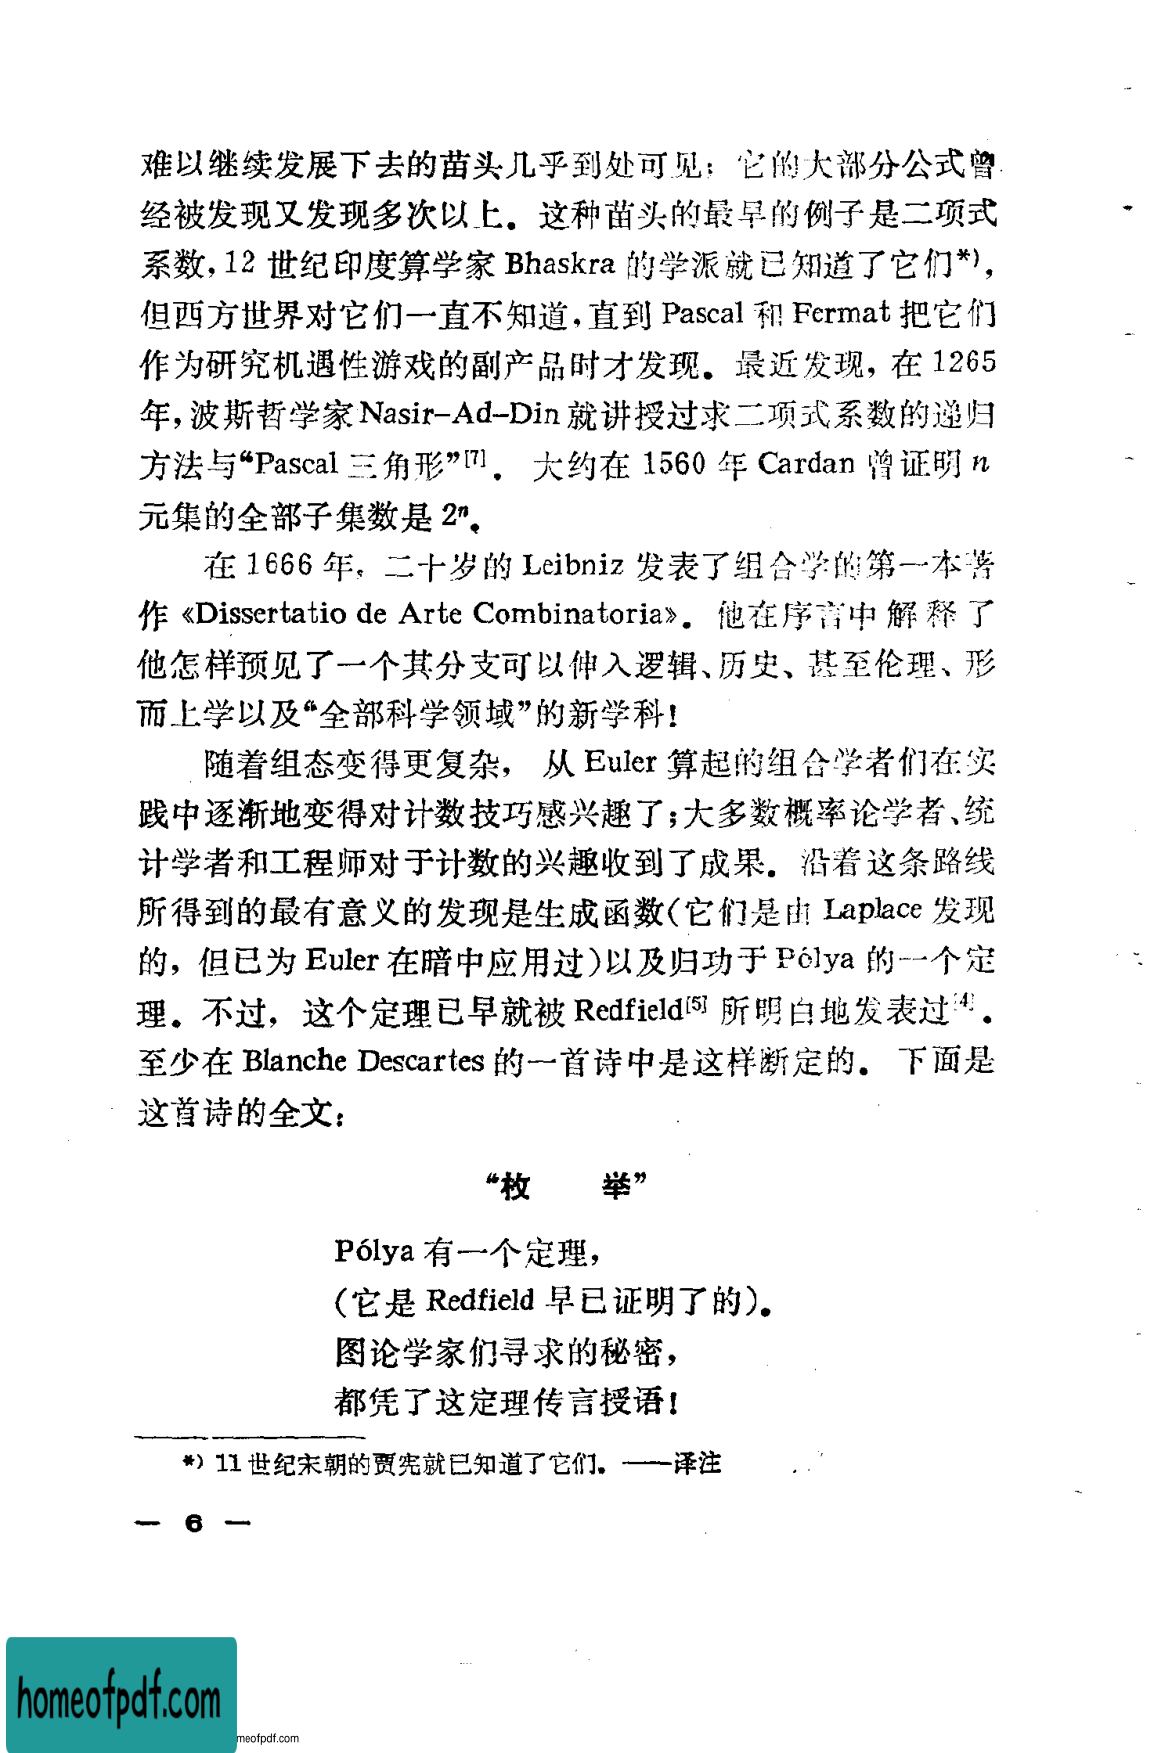 难以继续发展下去的苗头几乎到处可见：它的大部分公式曾
经被发现又发现多次以上。这种苗头的最早的例子是二项式
系数，12 世纪印度算学家 Bhaskra 的学派就已知道了它们*)，
但西方世界对它们一直不知道，直到 Pascal 和 Fermat 把它们
作为研究机遇性游戏的副产品时才发现。最近发现，在 1265
年，波斯哲学家 Nasir-Ad-Din 就讲授过求二项式系数的递归
方法与“Pascal 三角形”[7]．大约在 1560 年 Cardan 曾证明 n
元集的全部子集数是 2ⁿ。
在 1666 年，二十岁的 Leibniz 发表了组合学的第一本著
作《Dissertatio de Arte Combinatoria》．他在序言中解释了
他怎样预见了一个其分支可以伸入逻辑、历史、甚至伦理、形
而上学以及“全部科学领域”的新学科！
随着组态变得更复杂，从 Euler 算起的组合学者们在实
践中逐渐地变得对计数技巧感兴趣了；大多数概率论学者、统
计学者和工程师对于计数的兴趣收到了成果．沿着这条路线
所得到的最有意义的发现是生成函数（它们是由 Laplace 发现
的，但已为 Euler 在暗中应用过）以及归功于 Pólya 的一个定
理．不过，这个定理已早就被 Redfield[5] 所明白地发表过[4]．
至少在 Blanche Descartes 的一首诗中是这样断定的．下面是
这首诗的全文：
“枚　举”
Pólya 有一个定理，
（它是 Redfield 早已证明了的）。
图论学家们寻求的秘密，
都凭了这定理传言授语！
*) 11 世纪宋朝的贾宪就已知道了它们。——译注
— 6 —
homeofpdf.com
meofpdf.com